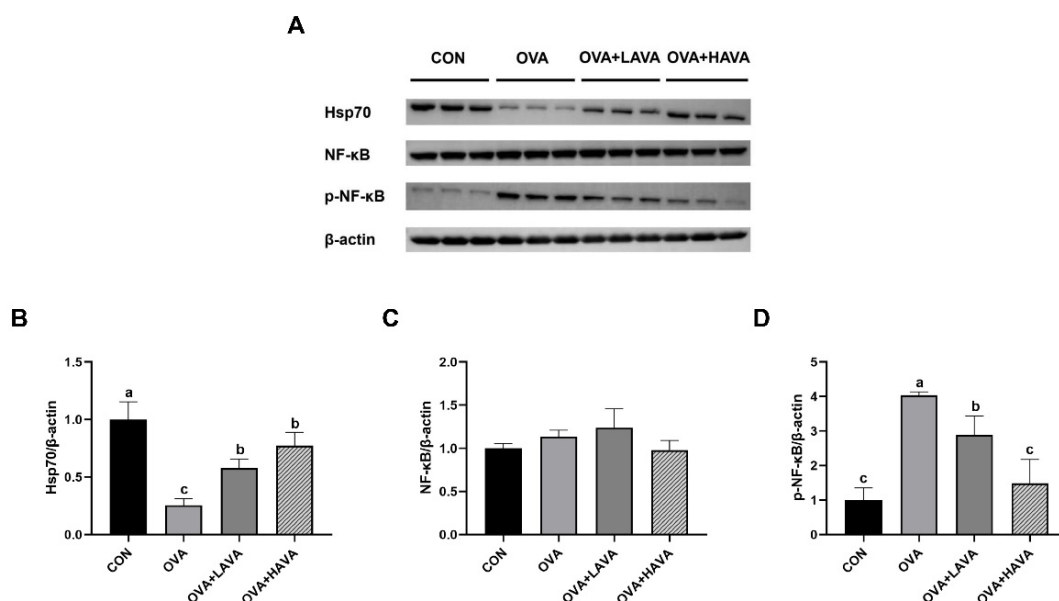 A
CON OVA OVA+LAVA OVA+HAVA
Hsp70
NF-κB
p-NF-κB
β-actin
B
Hsp70/β-actin
1.5
1.0
0.5
0.0
a
c
b
b
CON
OVA
OVA+LAVA
OVA+HAVA
C
NF-κB/β-actin
2.0
1.5
1.0
0.5
0.0
CON
OVA
OVA+LAVA
OVA+HAVA
D
p-NF-κB/β-actin
5
4
3
2
1
0
c
a
b
c
CON
OVA
OVA+LAVA
OVA+HAVA